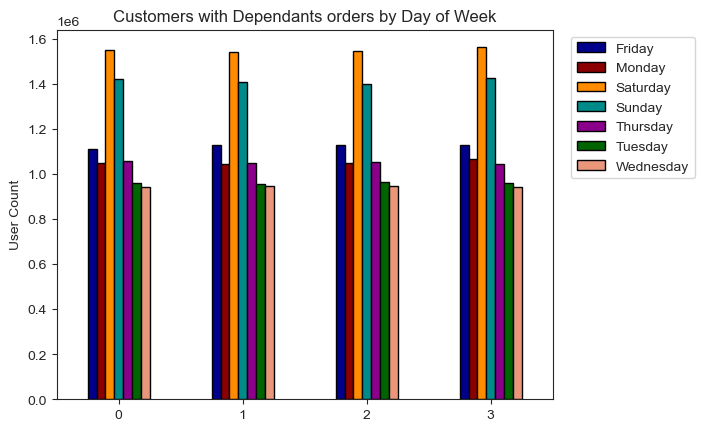 Customers with Dependants orders by Day of Week
1e6
1.6
1.4
1.2
1.0
0.8
0.6
0.4
0.2
0.0
User Count
0 1 2 3
Friday
Monday
Saturday
Sunday
Thursday
Tuesday
Wednesday